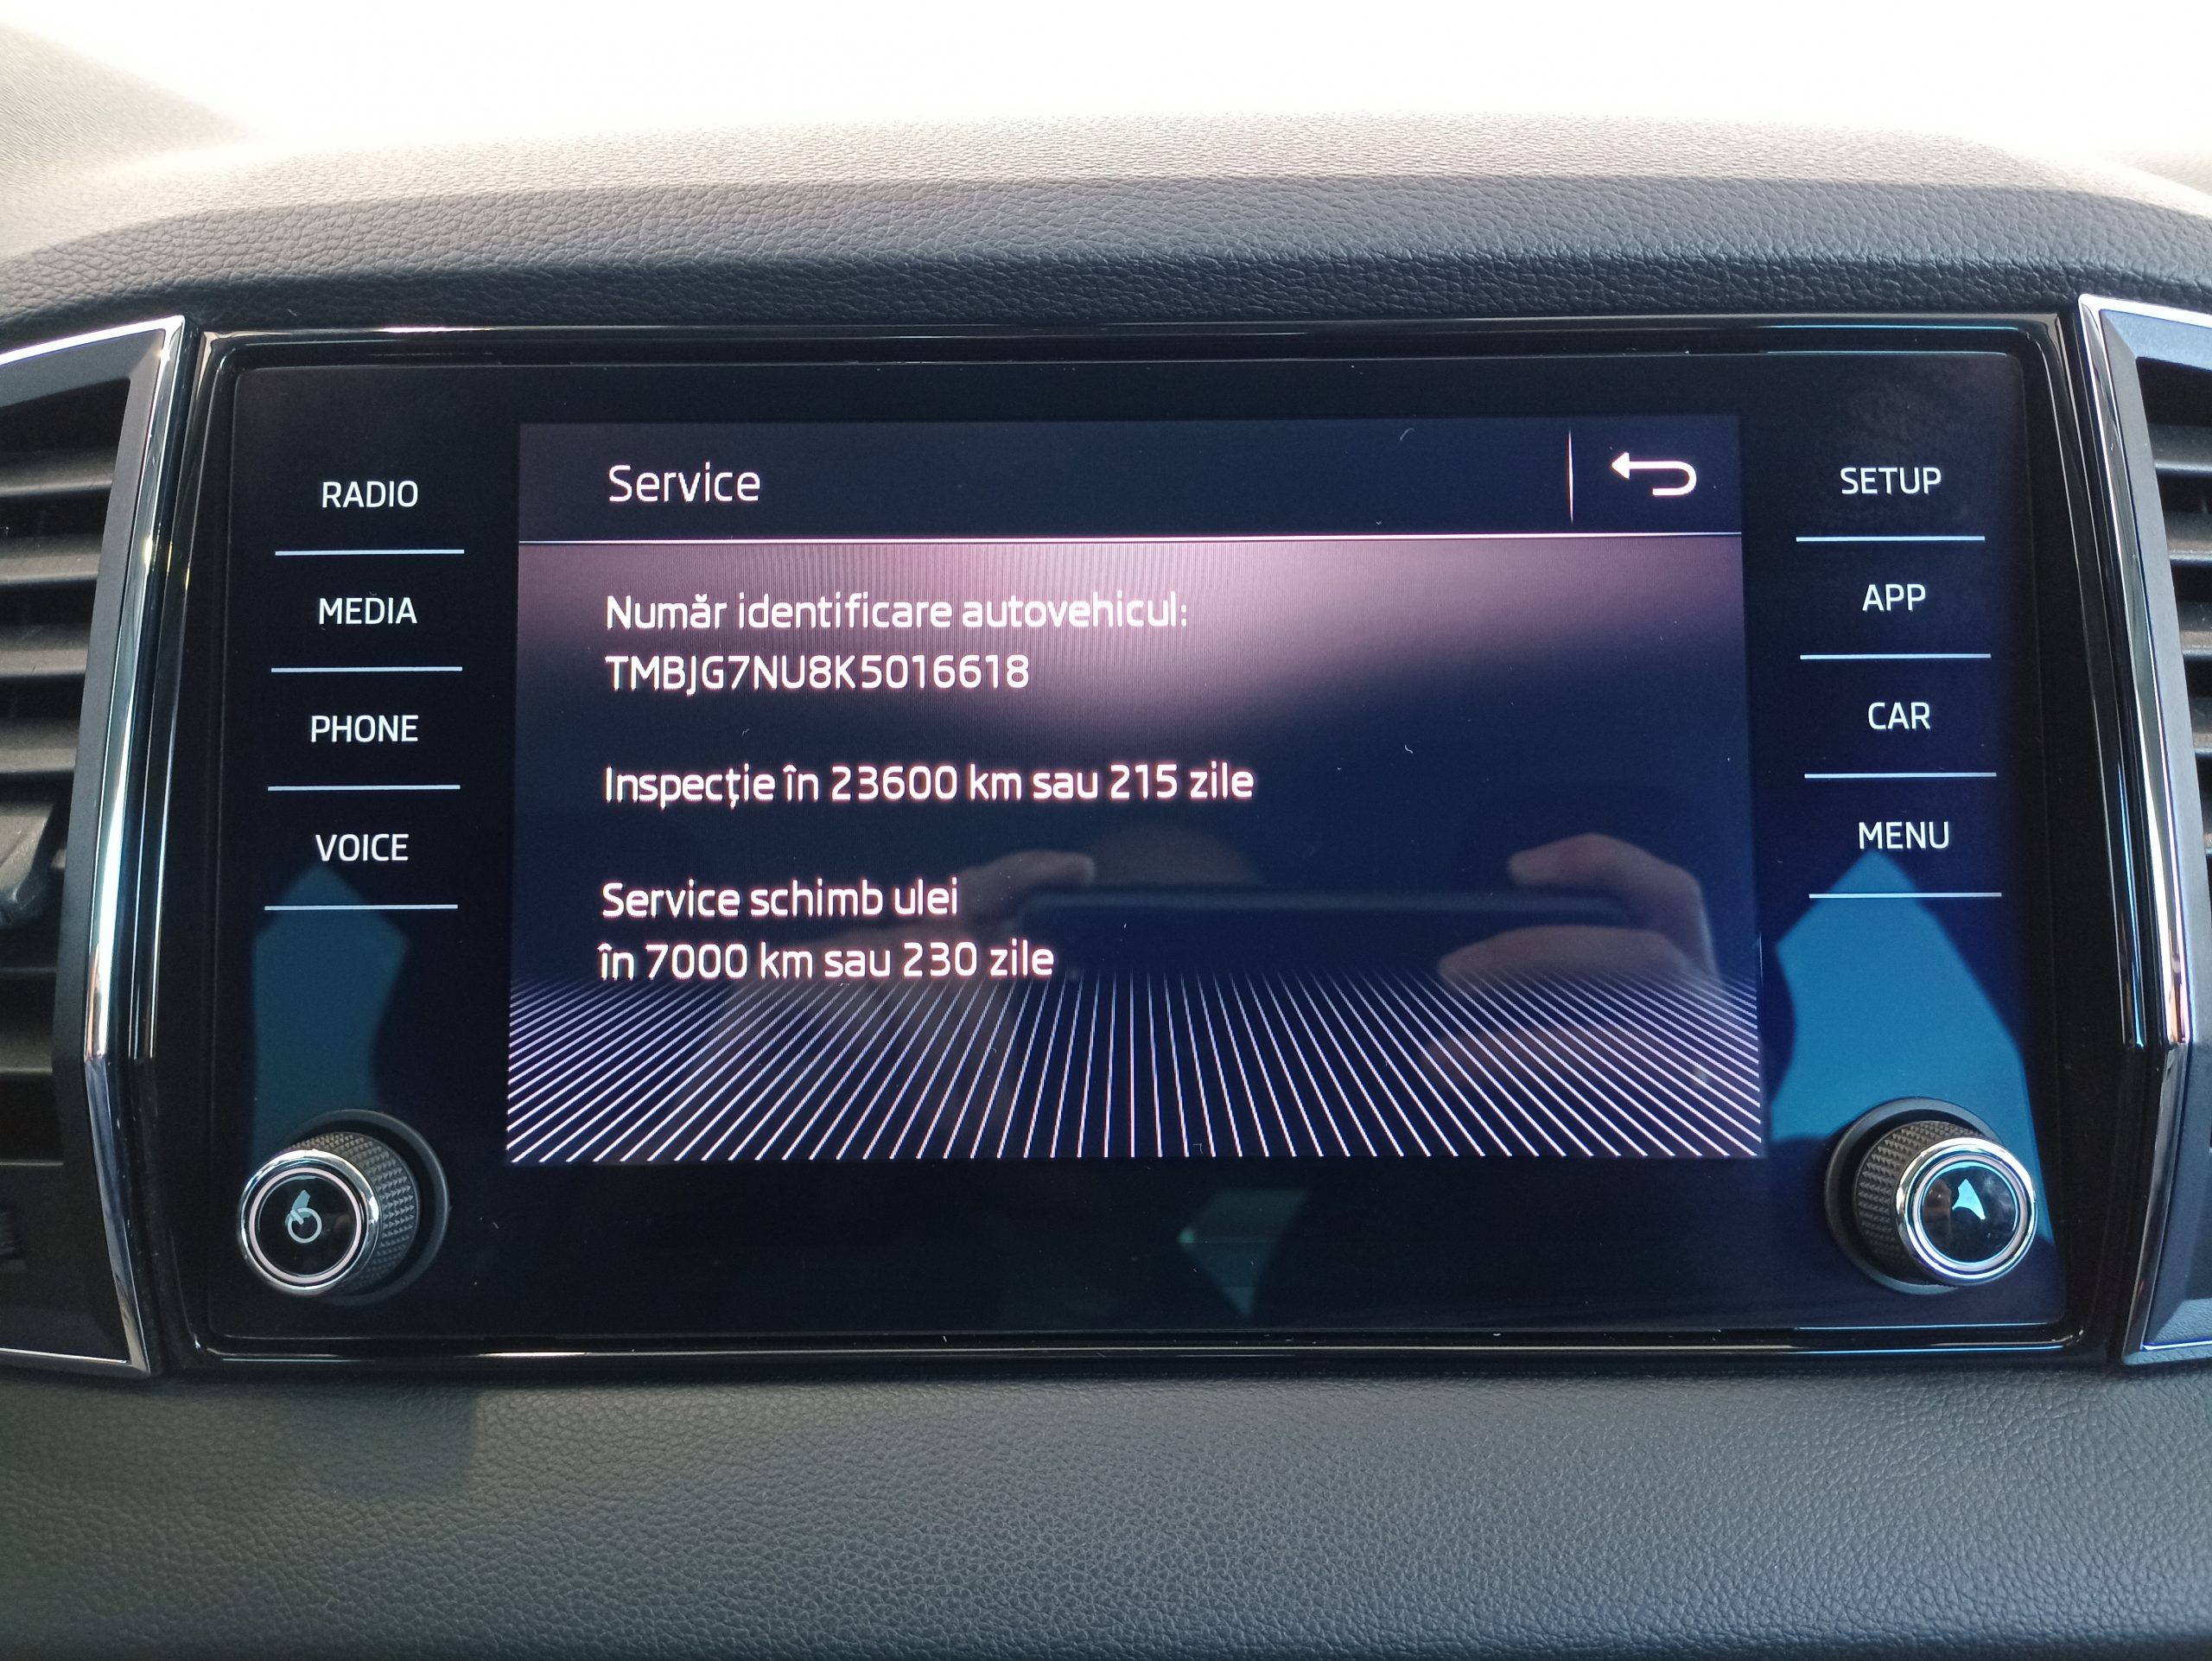 Service
RADIO
MEDIA
PHONE
VOICE
Număr identificare autovehicul:
TMBJG7NU8K5016618
Inspecție în 23600 km sau 215 zile
Service schimb ulei
în 7000 km sau 230 zile
SETUP
APP
CAR
MENU